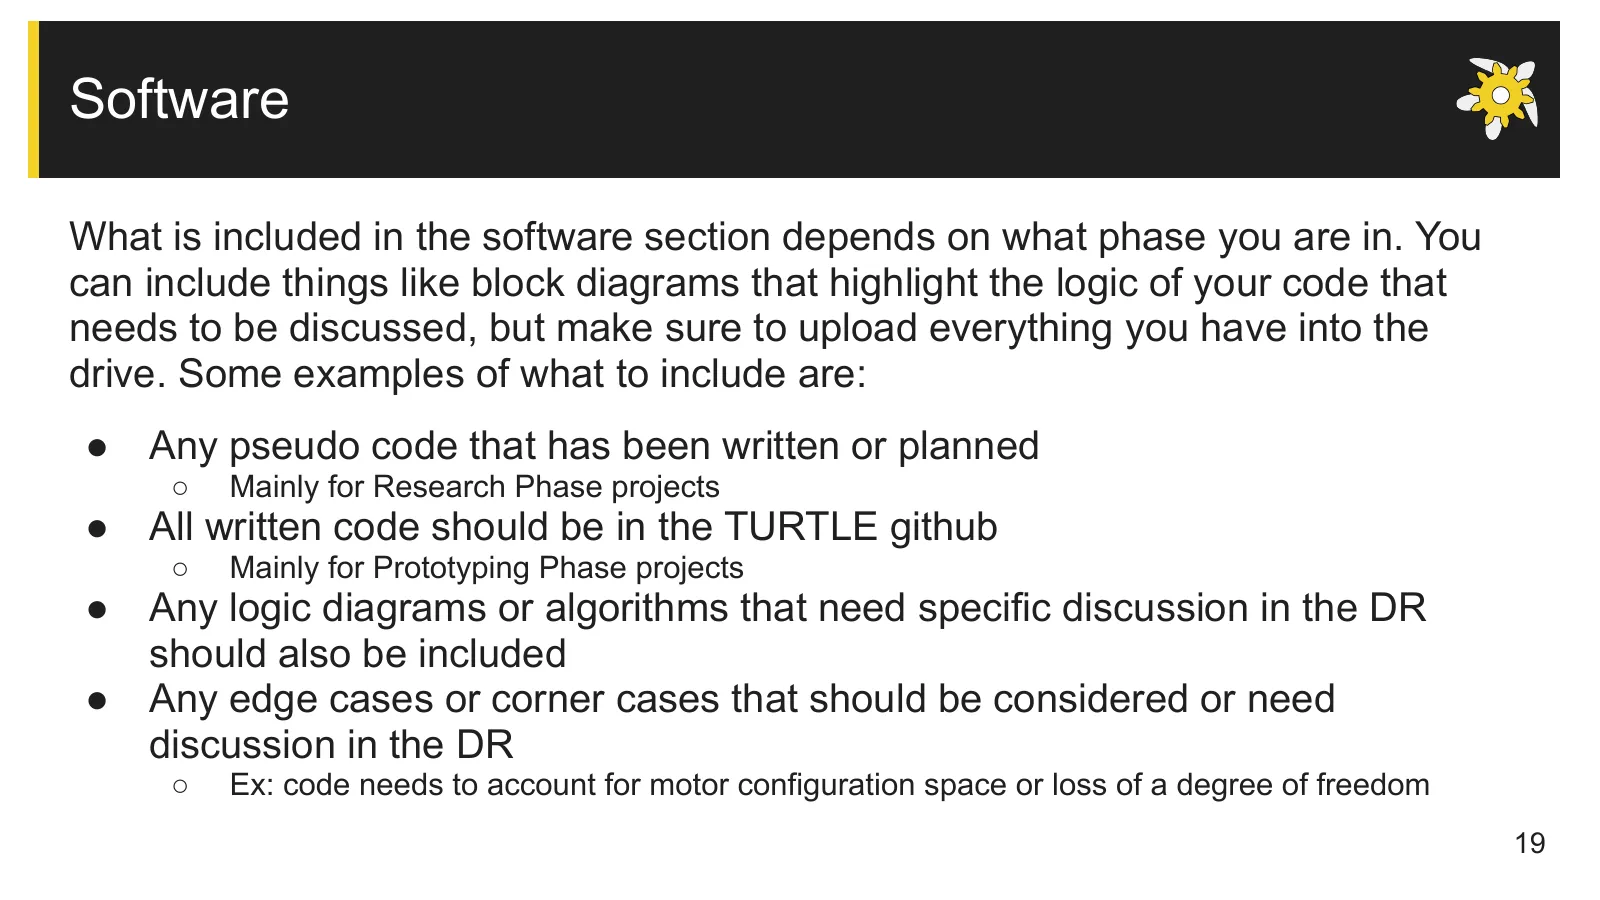 Software
What is included in the software section depends on what phase you are in. You
can include things like block diagrams that highlight the logic of your code that
needs to be discussed, but make sure to upload everything you have into the
drive. Some examples of what to include are:
● Any pseudo code that has been written or planned
○ Mainly for Research Phase projects
● All written code should be in the TURTLE github
○ Mainly for Prototyping Phase projects
● Any logic diagrams or algorithms that need specific discussion in the DR
should also be included
● Any edge cases or corner cases that should be considered or need
discussion in the DR
○ Ex: code needs to account for motor configuration space or loss of a degree of freedom
19